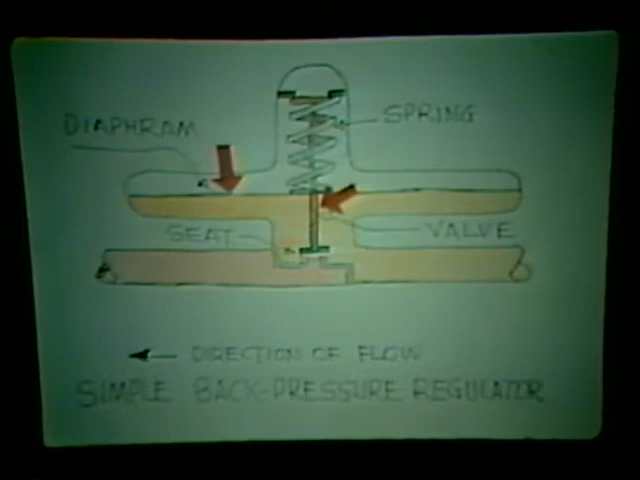 DIAPHRAM
SPRING
SEAT
VALVE
DIRECTION OF FLOW
SIMPLE BACK-PRESSURE REGULATOR